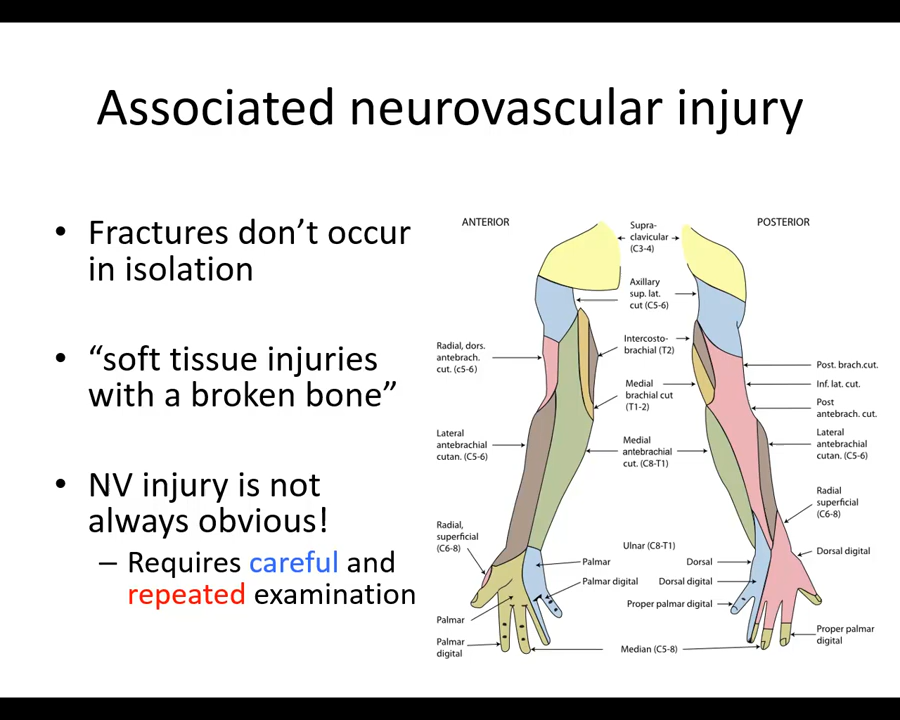 Associated neurovascular injury
• Fractures don’t occur
in isolation
• “soft tissue injuries
with a broken bone”
• NV injury is not
always obvious!
– Requires careful and
repeated examination
ANTERIOR
POSTERIOR
Supra-
clavicular
(C3-4)
Axillary
sup. lat.
cut (C5-6)
Intercosto-
brachial (T2)
Medial
brachial cut
(T1-2)
Medial
antebrachial
cut. (C8-T1)
Ulnar (C8-T1)
Radial, dors.
antebrach.
cut. (c5-6)
Lateral
antebrachial
cutan. (C5-6)
Radial,
superficial
(C6-8)
Palmar
Palmar
digital
Palmar
Palmar digital
Dorsal
Dorsal digital
Proper palmar digital
Median (C5-8)
Post. brach.cut.
Inf. lat. cut.
Post
antebrach. cut.
Lateral
antebrachial
cutan. (C5-6)
Radial
superficial
(C6-8)
Dorsal digital
Proper palmar
digital